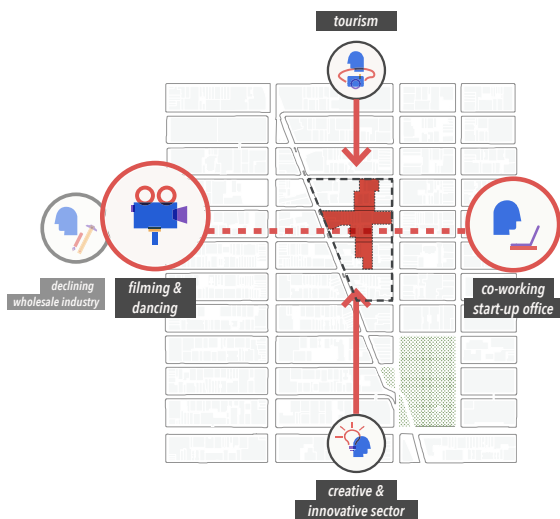 tourism
declining
wholesale industry
filming &
dancing
co-working
start-up office
creative &
innovative sector